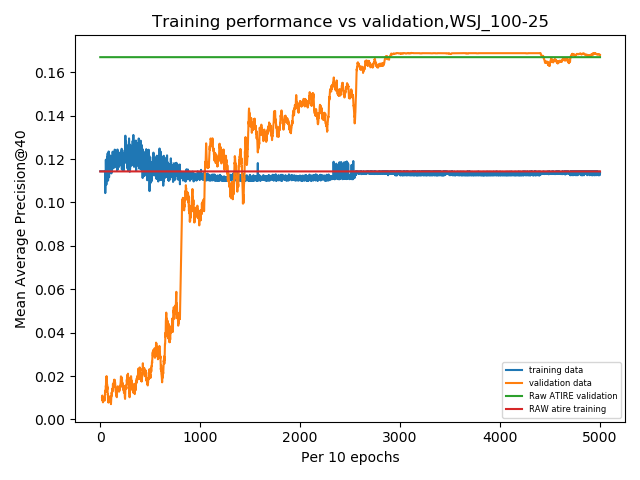 Training performance vs validation,WSJ_100-25
Mean Average Precision@40
0.16
0.14
0.12
0.10
0.08
0.06
0.04
0.02
0.00
training data
validation data
Raw ATIRE validation
RAW atire training
0 1000 2000 3000 4000 5000
Per 10 epochs